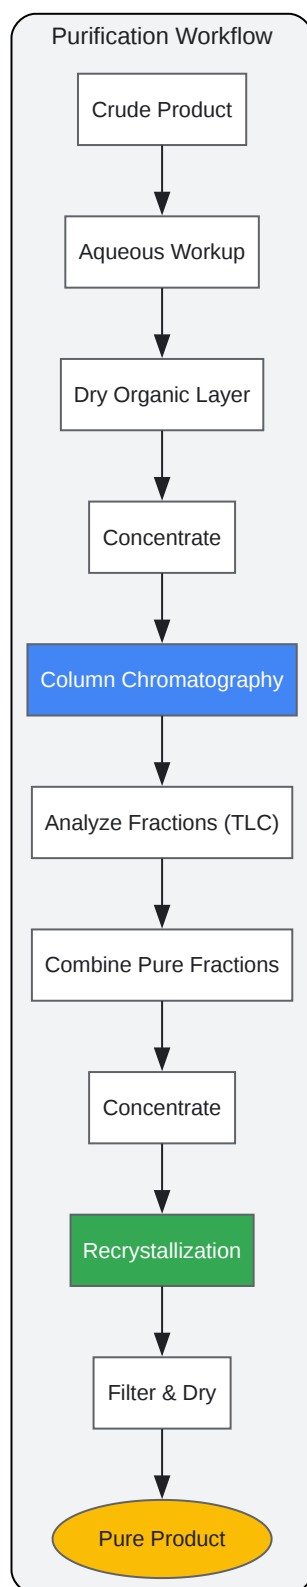 Purification Workflow
Crude Product
Aqueous Workup
Dry Organic Layer
Concentrate
Column Chromatography
Analyze Fractions (TLC)
Combine Pure Fractions
Concentrate
Recrystallization
Filter & Dry
Pure Product